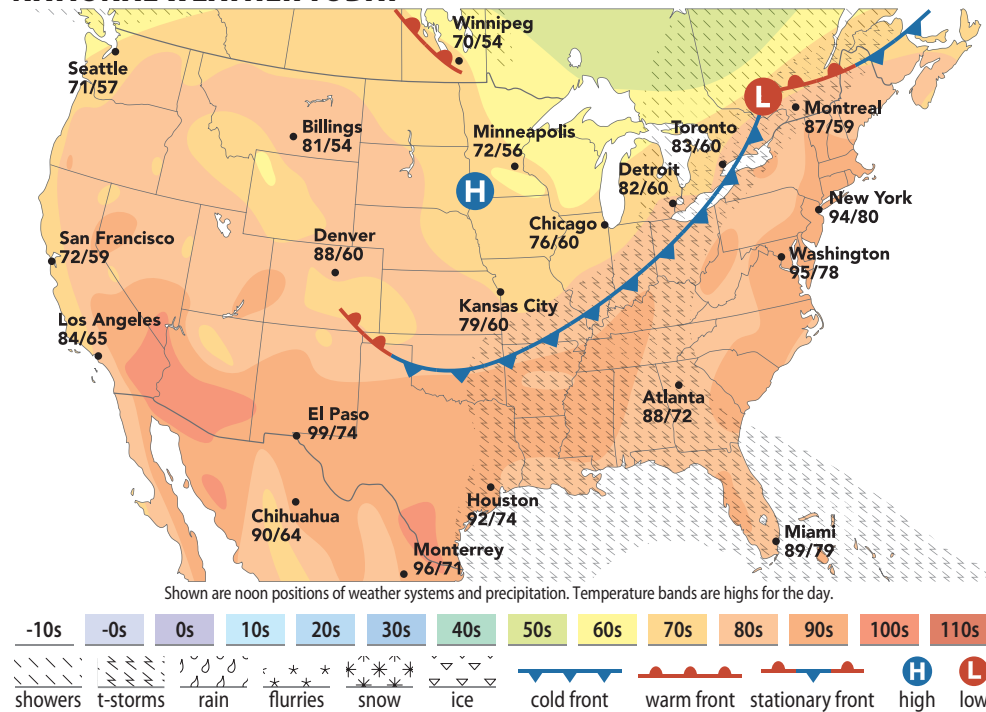 Winnipeg
70/54
Seattle
71/57
L
Montreal
87/59
Billings
81/54
Minneapolis
72/56
Toronto
83/60
Detroit
82/60
H
New York
94/80
San Francisco
72/59
Denver
88/60
Chicago
76/60
Washington
95/78
Kansas City
79/60
Los Angeles
84/65
Atlanta
88/72
El Paso
99/74
Houston
92/74
Chihuahua
90/64
Miami
89/79
Monterrey
96/71
Shown are noon positions of weather systems and precipitation. Temperature bands are highs for the day.
-10s -0s 0s 10s 20s 30s 40s 50s 60s 70s 80s 90s 100s 110s
H L
showers t-storms rain flurries snow ice cold front warm front stationary front high low